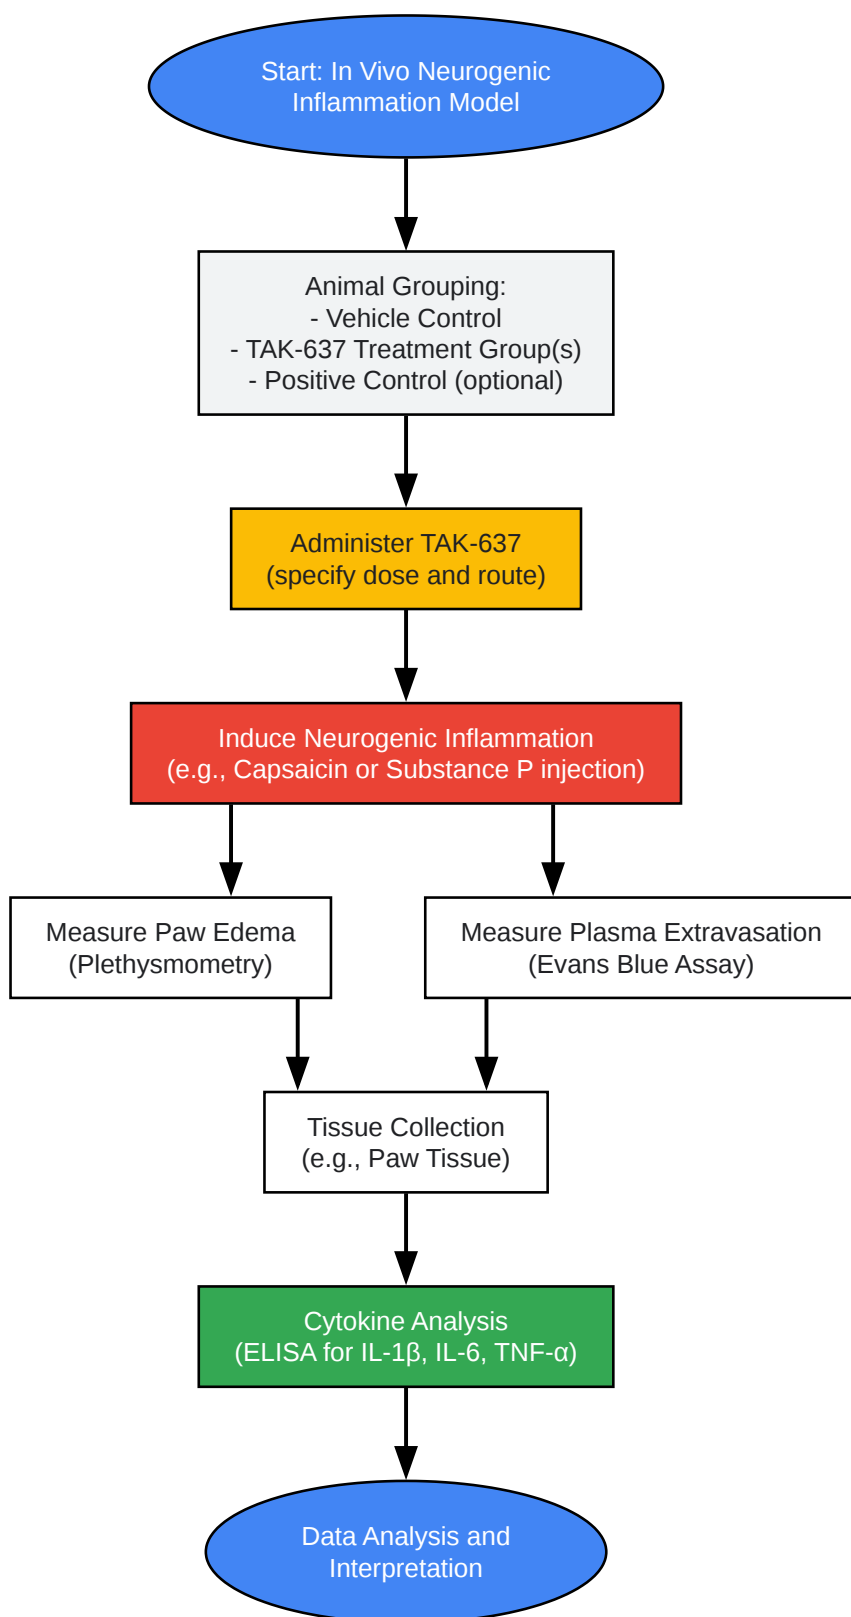 Start: In Vivo Neurogenic
Inflammation Model
Animal Grouping:
- Vehicle Control
- TAK-637 Treatment Group(s)
- Positive Control (optional)
Administer TAK-637
(specify dose and route)
Induce Neurogenic Inflammation
(e.g., Capsaicin or Substance P injection)
Measure Paw Edema
(Plethysmometry)
Measure Plasma Extravasation
(Evans Blue Assay)
Tissue Collection
(e.g., Paw Tissue)
Cytokine Analysis
(ELISA for IL-1β, IL-6, TNF-α)
Data Analysis and
Interpretation